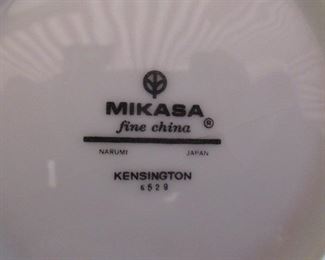 MIKASA
fine china ®
NARUMI JAPAN
KENSINGTON
6529